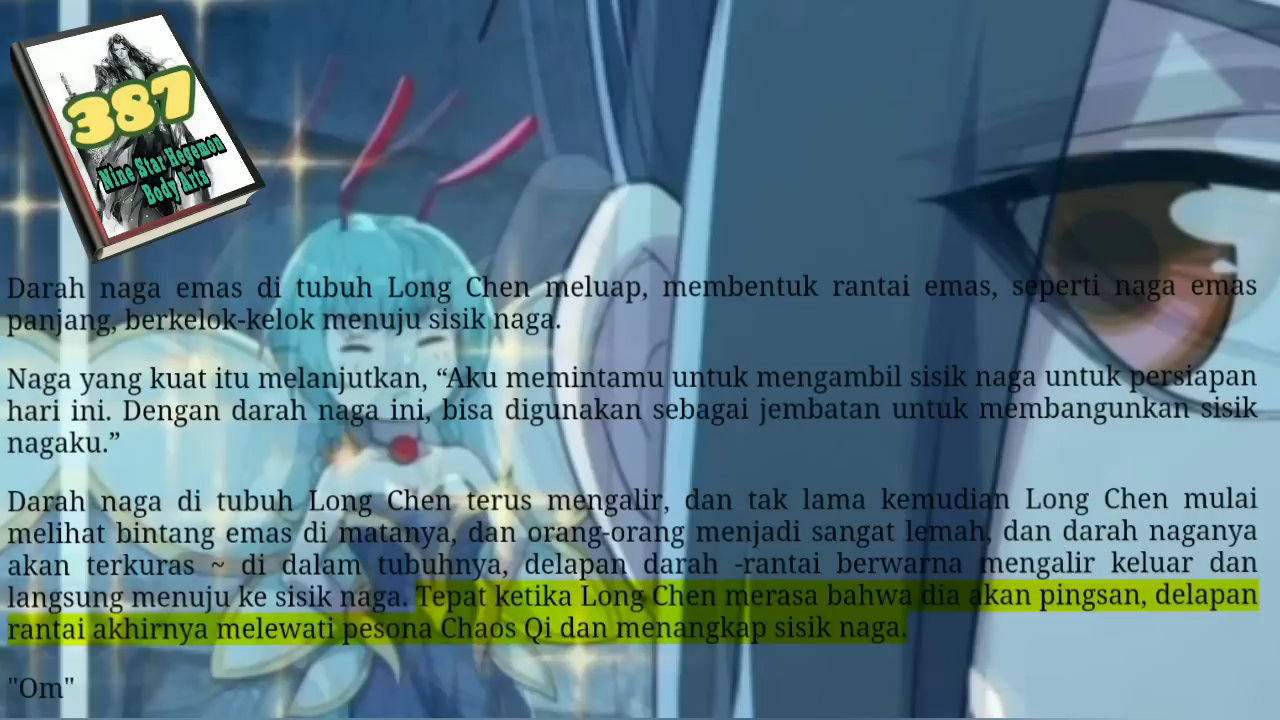 387
Nine Star Hegemon
Body Arts
Darah naga emas di tubuh Long Chen meluap, membentuk rantai emas, seperti naga emas
panjang, berkelok-kelok menuju sisik naga.
Naga yang kuat itu melanjutkan, “Aku memintamu untuk mengambil sisik naga untuk persiapan
hari ini. Dengan darah naga ini, bisa digunakan sebagai jembatan untuk membangunkan sisik
nagaku.”
Darah naga di tubuh Long Chen terus mengalir, dan tak lama kemudian Long Chen mulai
melihat bintang emas di matanya, dan orang-orang menjadi sangat lemah, dan darah naganya
akan terkuras ~ di dalam tubuhnya, delapan darah -rantai berwarna mengalir keluar dan
langsung menuju ke sisik naga. Tepat ketika Long Chen merasa bahwa dia akan pingsan, delapan
rantai akhirnya melewati pesona Chaos Qi dan menangkap sisik naga.
"Om"